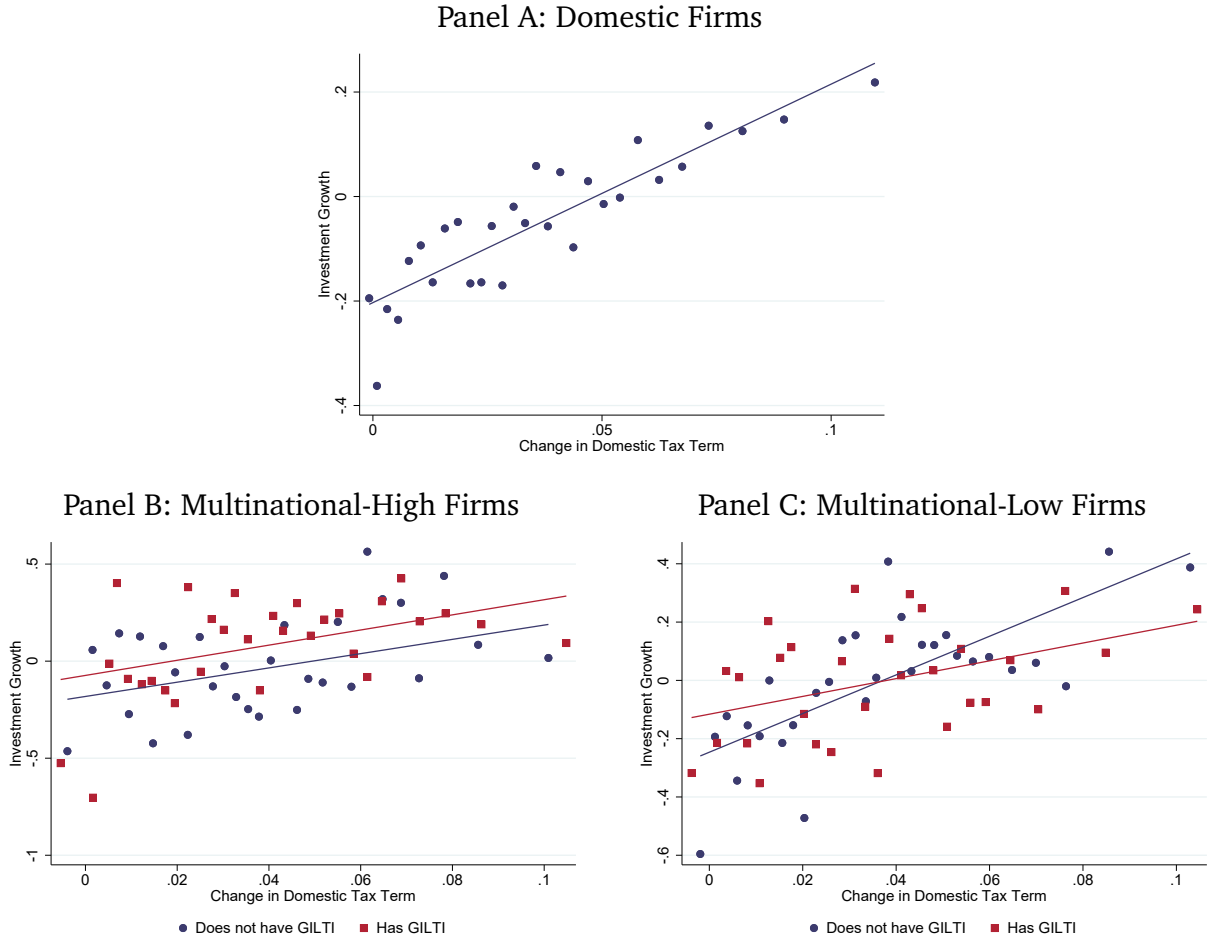 Panel A: Domestic Firms
Investment Growth
.2
0
-.2
-.4
0 .05 .1
Change in Domestic Tax Term
Panel B: Multinational-High Firms
Investment Growth
.5
0
-.5
-1
0 .02 .04 .06 .08 .1
Change in Domestic Tax Term
Does not have GILTI Has GILTI
Panel C: Multinational-Low Firms
Investment Growth
.4
.2
0
-.2
-.4
-.6
0 .02 .04 .06 .08 .1
Change in Domestic Tax Term
Does not have GILTI Has GILTI